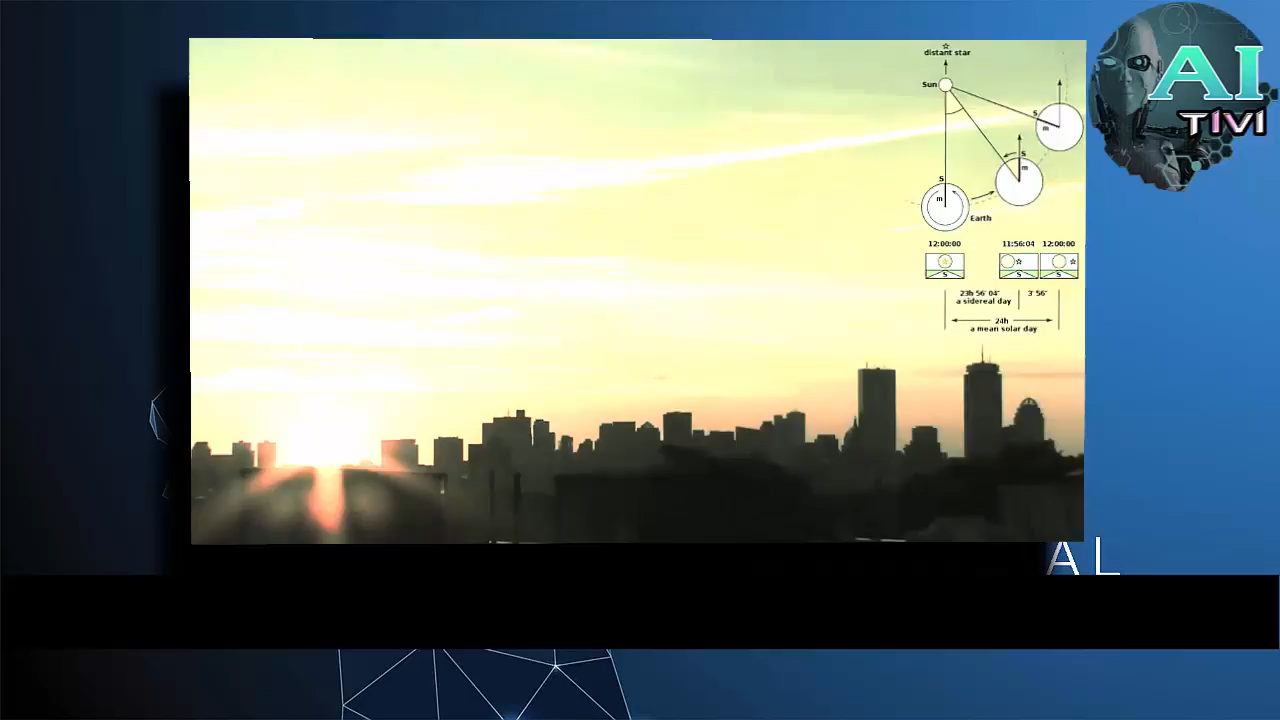 distant star
Sun
S
m
S
m
S
m
Earth
12:00:00
11:56:04
12:00:00
S
S
S
23h 56' 04"
3' 56"
a sidereal day
24h
a mean solar day
AI
TIVI
AL